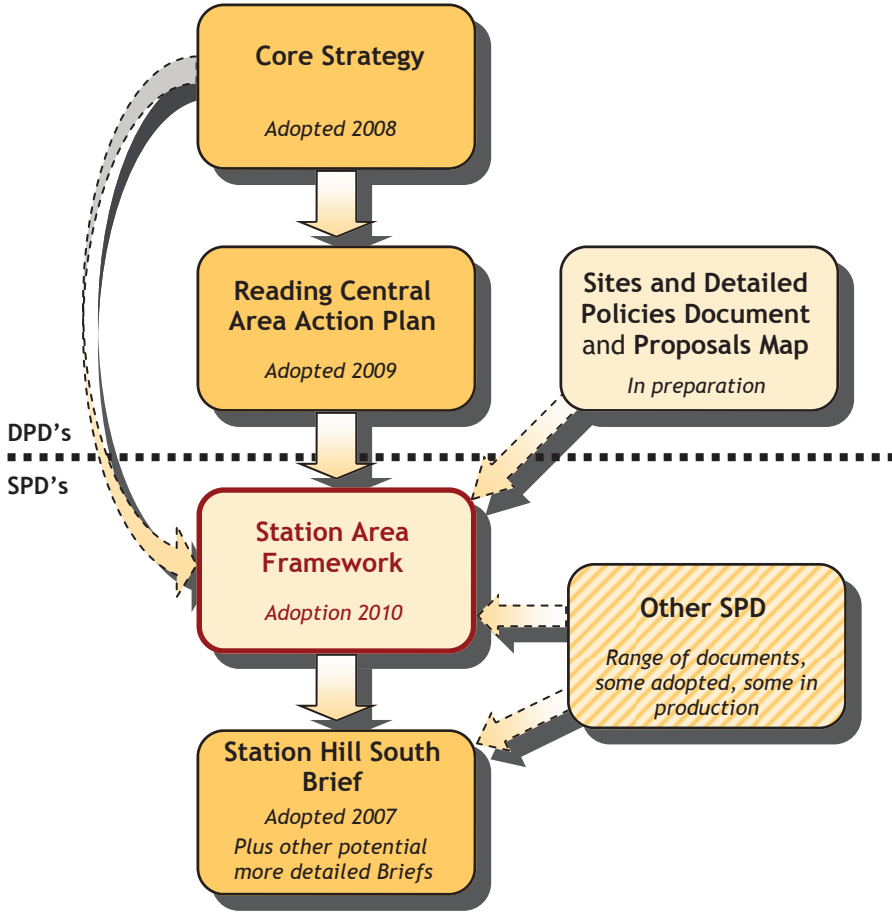 Core Strategy
Adopted 2008
Reading Central
Area Action Plan
Adopted 2009
Sites and Detailed
Policies Document
and Proposals Map
In preparation
DPD's
SPD's
Station Area
Framework
Adoption 2010
Other SPD
Range of documents,
some adopted, some in
production
Station Hill South
Brief
Adopted 2007
Plus other potential
more detailed Briefs